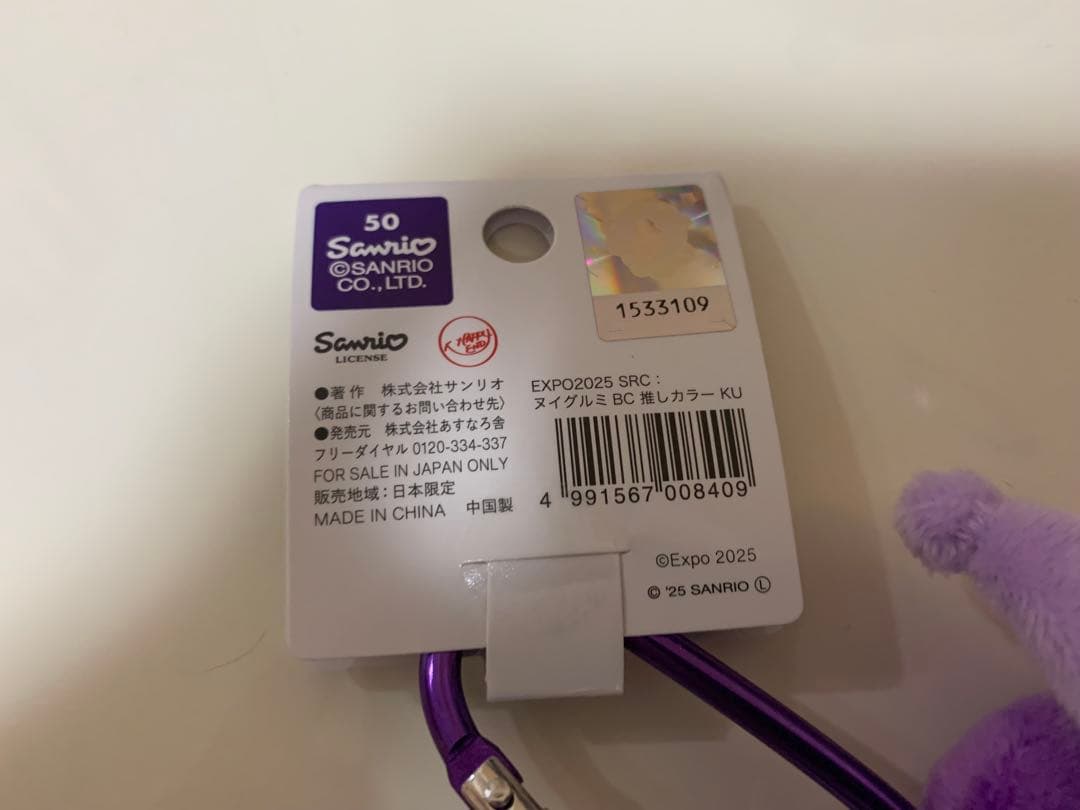 50
Sanrio
©SANRIO
CO., LTD.
1533109
Sanrio
LICENSE
HAPPY
END
●著作 株式会社サンリオ
〈商品に関するお問い合わせ先〉
●発売元 株式会社あすなろ舎
フリーダイヤル 0120-334-337
FOR SALE IN JAPAN ONLY
販売地域：日本限定
MADE IN CHINA 中国製
EXPO2025 SRC：
ヌイグルミ BC 推しカラー KU
4 991567 008409
©Expo 2025
© '25 SANRIO Ⓛ